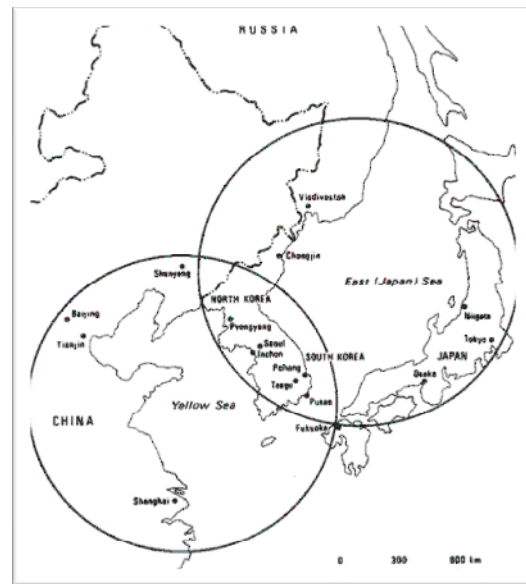 RUSSIA
Vladivostok
Chongjin
Shenyang
East (Japan) Sea
NORTH KOREA
Beijing
Niigata
Pyongyang
Tianjin
Seoul
Inchon
Tokyo
SOUTH KOREA
JAPAN
Pohang
Taegu
Osaka
Pusan
CHINA
Yellow Sea
Fukuoka
Shanghai
0 300 600 km